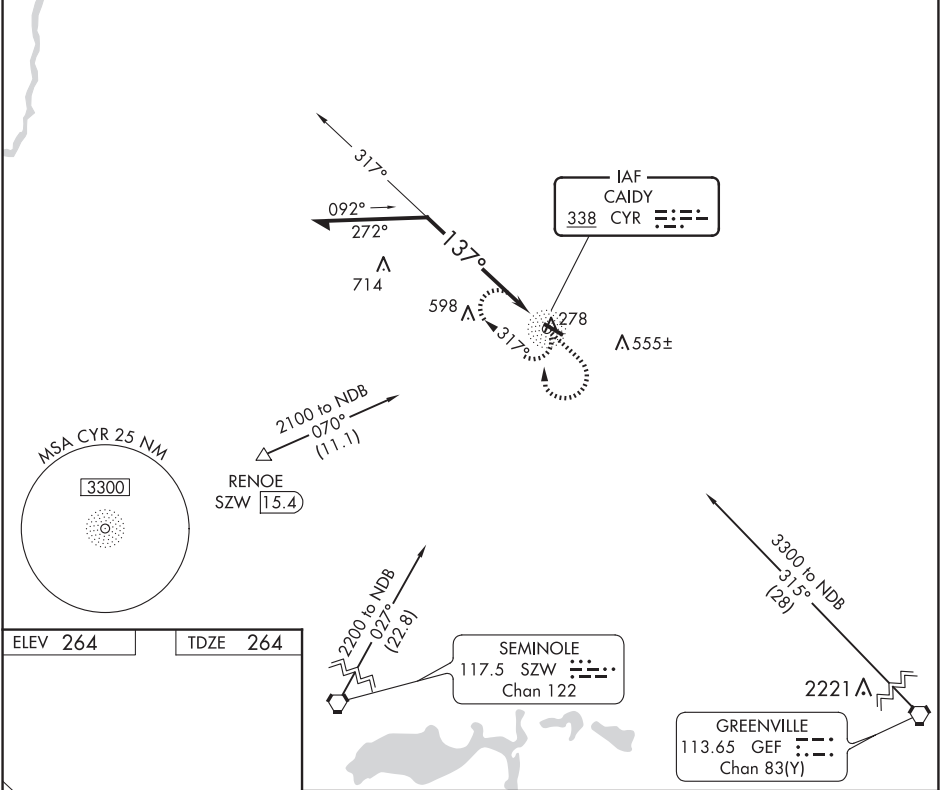 317°
092°
272°
137°
714
598
317°
278
555±
IAF
CAIDY
338 CYR
2100 to NDB
070°
(11.1)
RENOE
SZW 15.4
MSA CYR 25 NM
3300
2200 to NDB
027°
(22.8)
3300 to NDB
315°
(28)
ELEV 264
TDZE 264
SEMINOLE
117.5 SZW
Chan 122
2221
GREENVILLE
113.65 GEF
Chan 83(Y)